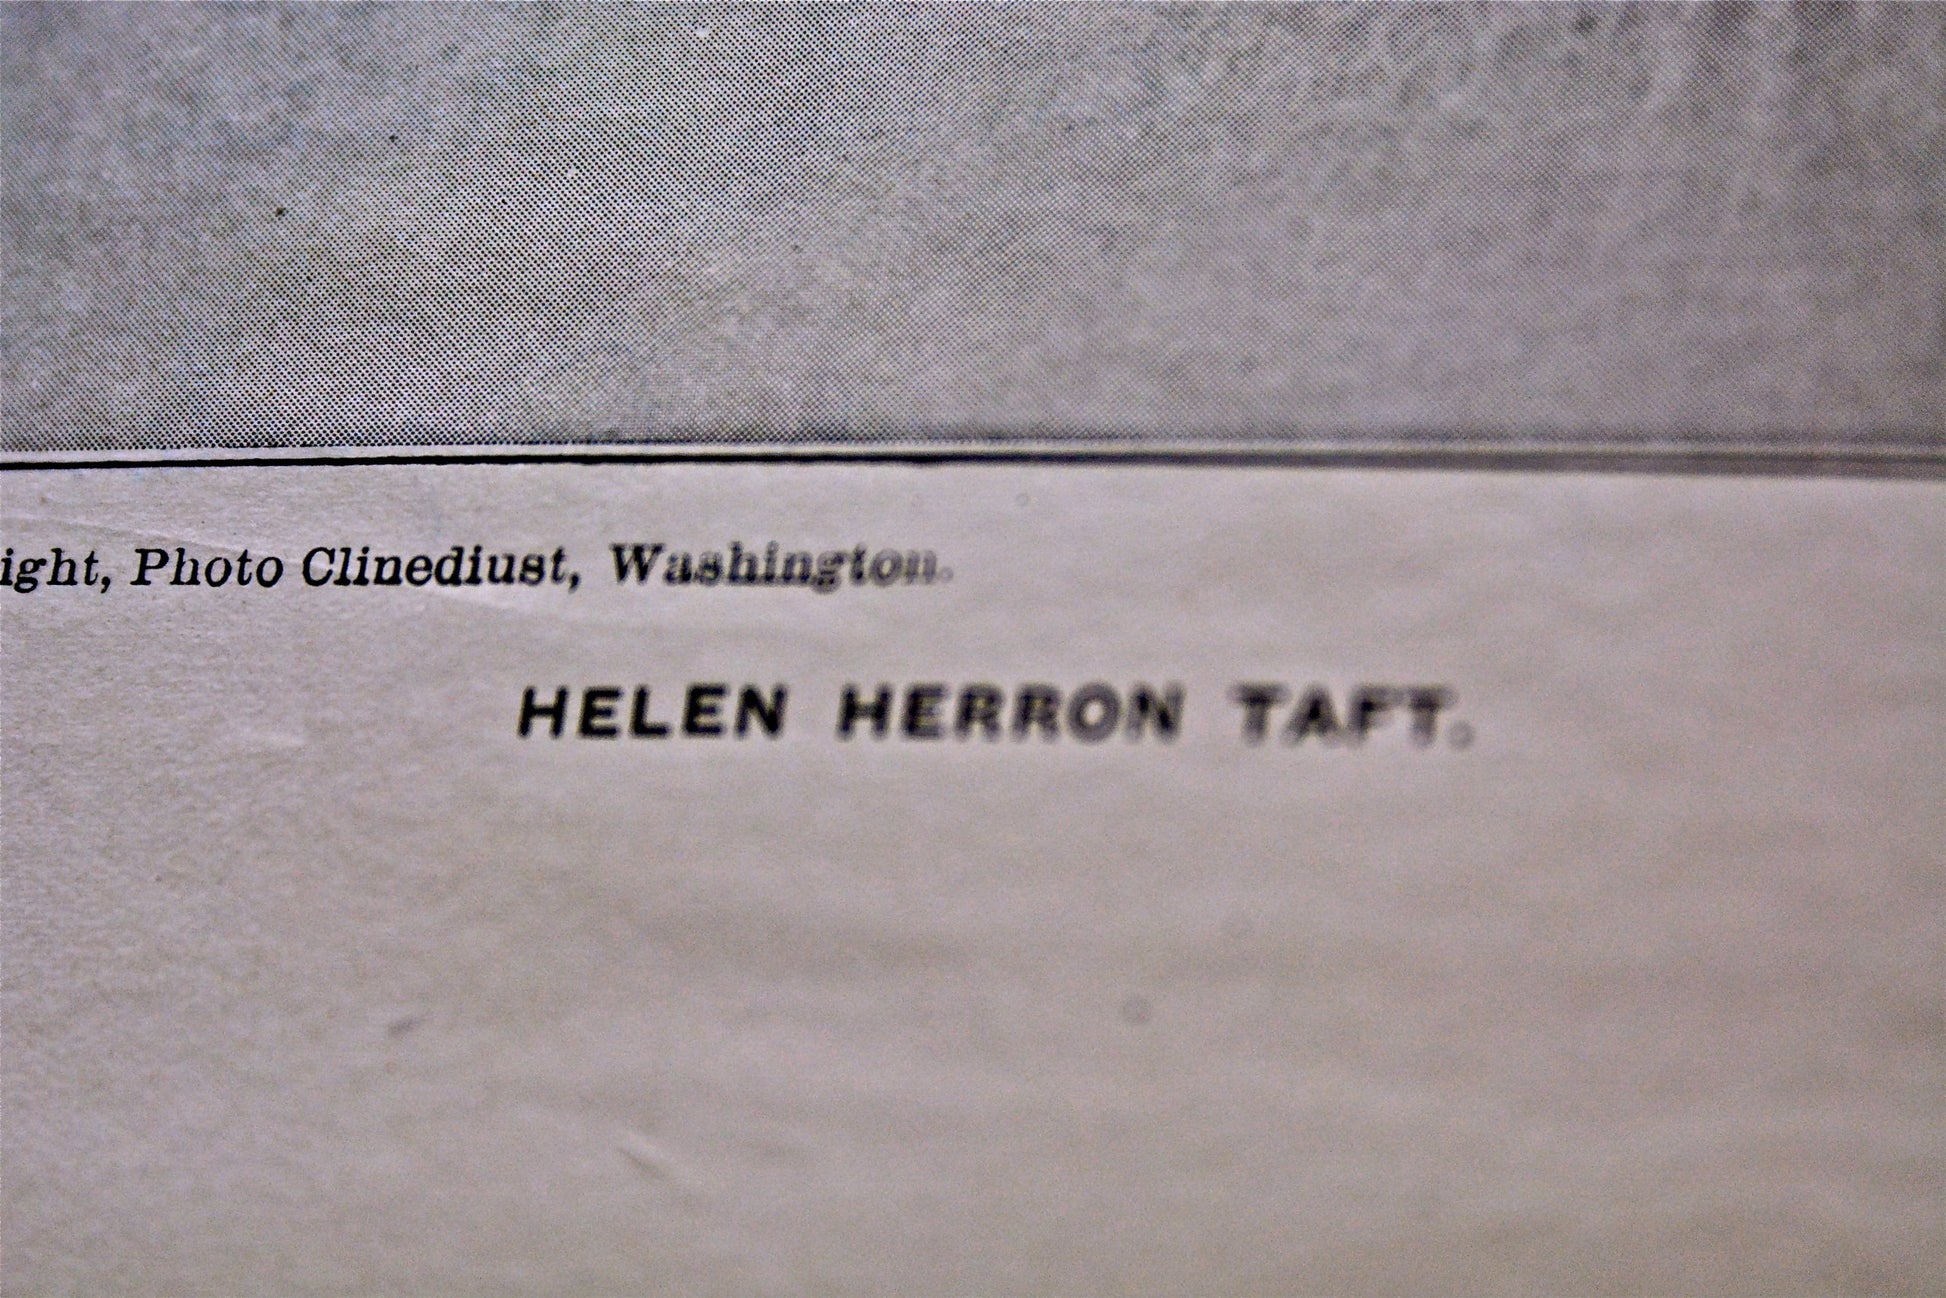 ight, Photo Clinediust, Washington.
HELEN HERRON TAFT.